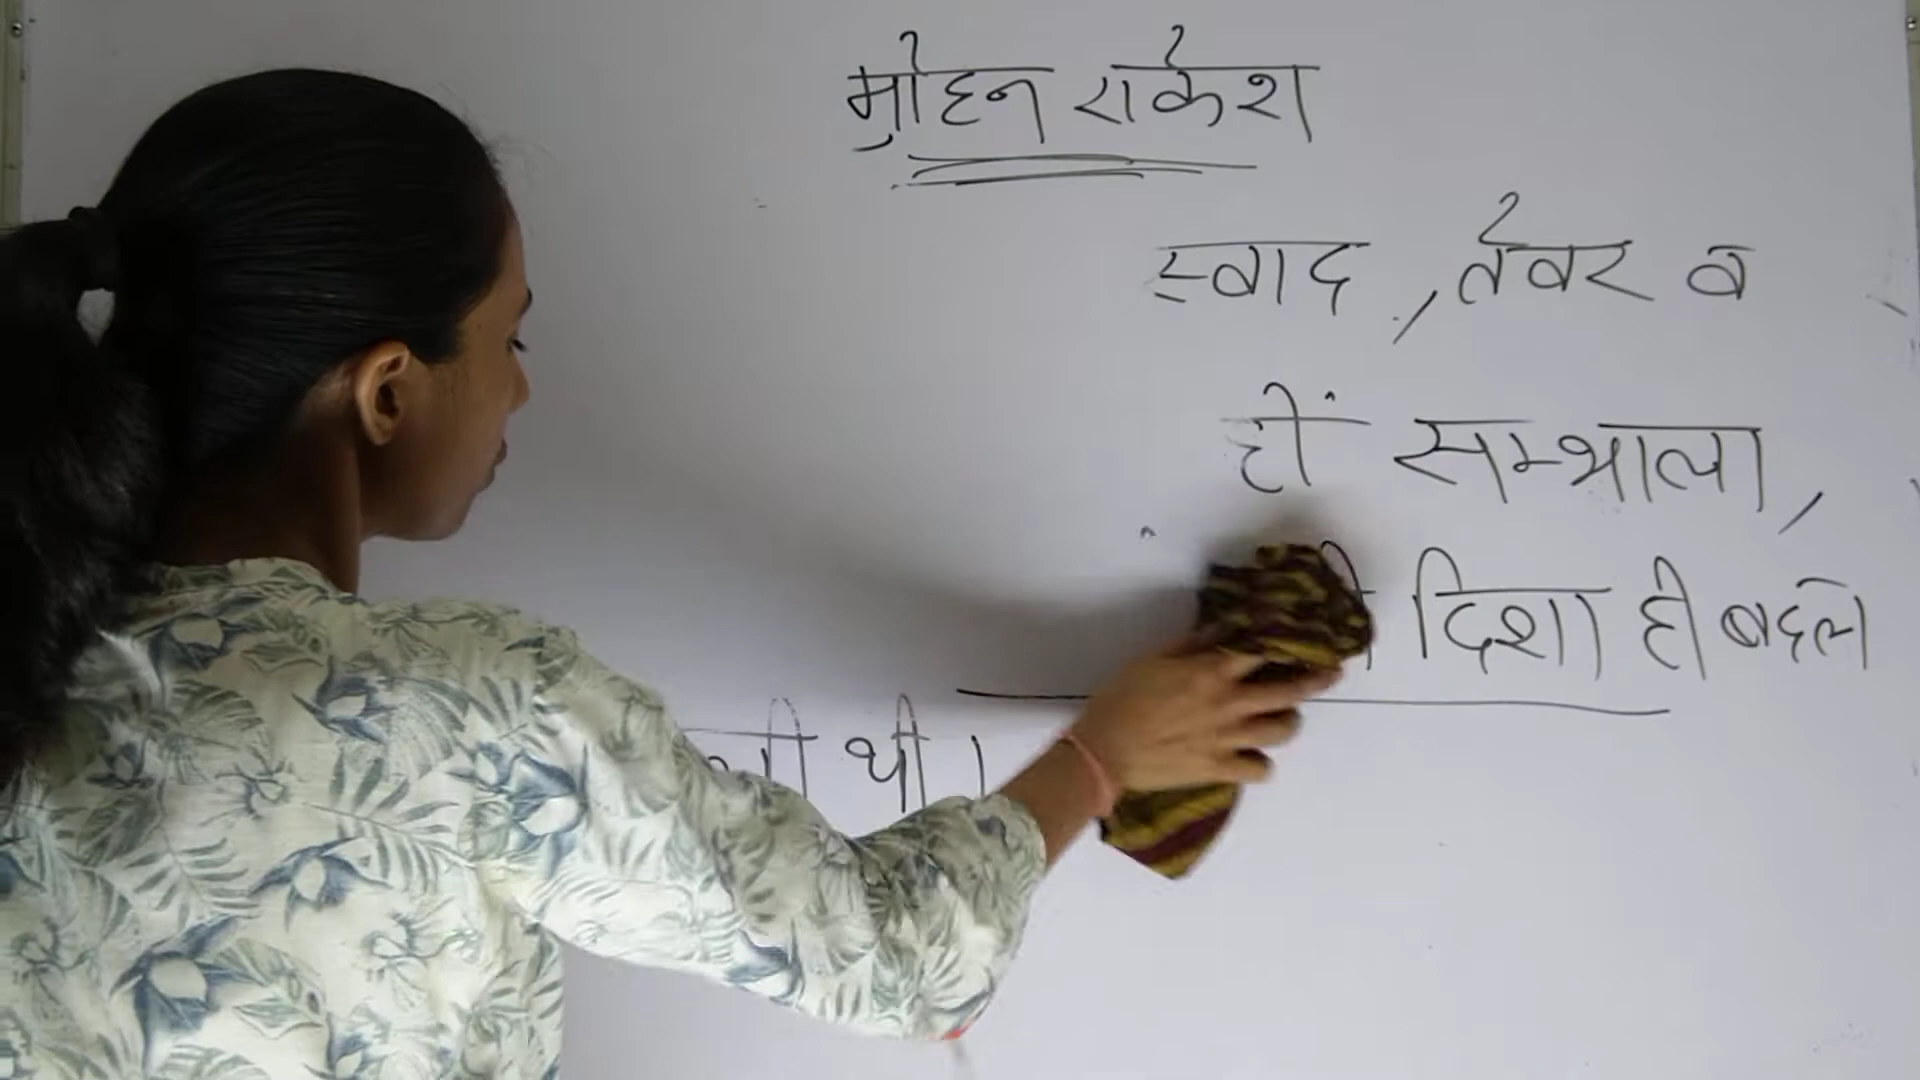 मोहन राकेश
स्वाद , तेवर व
हीं सम्भाला ,
दिशा ही बदल
थी ।